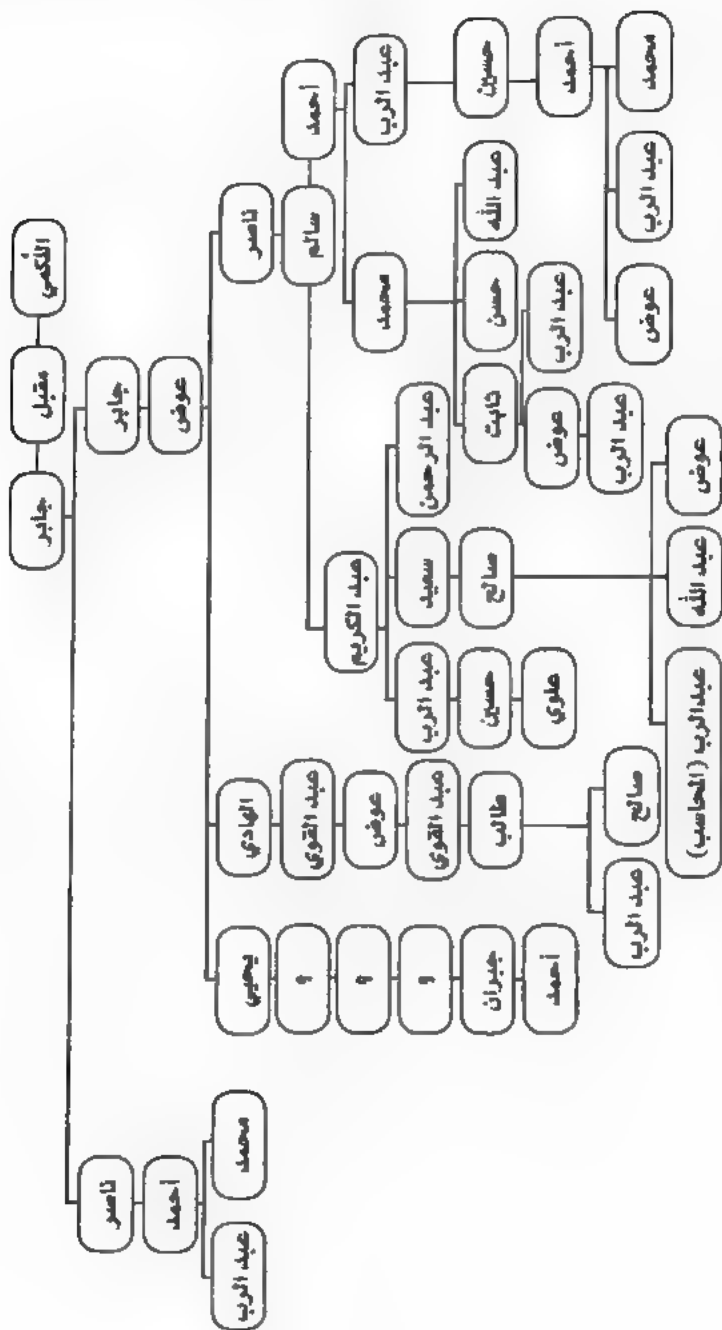 اللكمي
مقبل
جابر
جابر
عوض
ناصر
سالم
أحمد
عبد الرب
حسين
أحمد
محمد
عبد الرب
عوض
محمد
عبد الله
حسن
ثابت
عبد الرب
عوض
عبد الرب
عبد الكريم
عبد الرحمن
سعيد
صالح
عوض
عبد الله
عبد الرب (المحاسب)
عبد الرب
حسين
علوي
الهادي
عبد القوي
عوض
عبد القوي
طالب
صالح
عبد الرب
يحيى
و
و
و
جبران
أحمد
ناصر
أحمد
محمد
عبد الرب